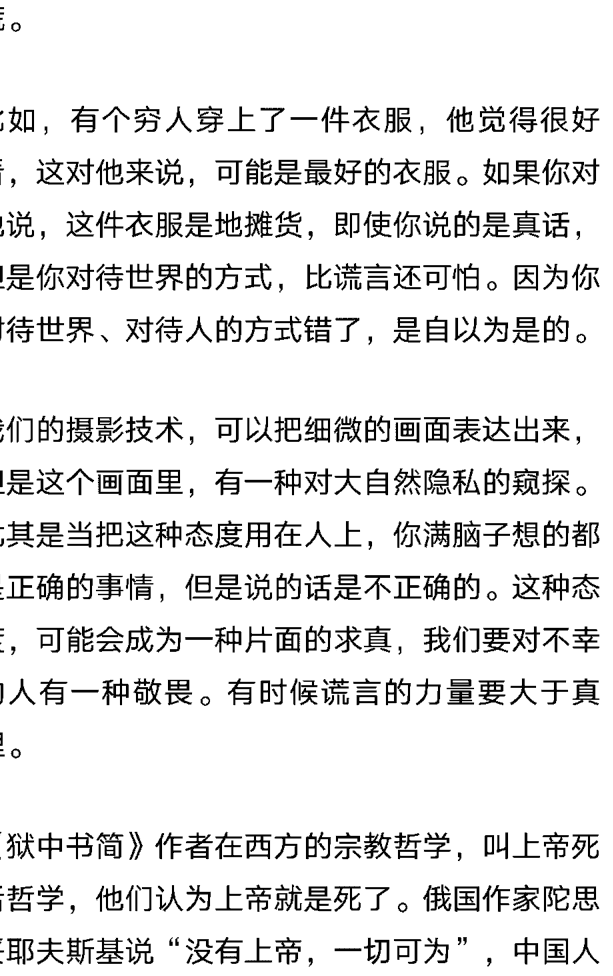 。
如，有个穷人穿上了一件衣服，他觉得很好
，这对他来说，可能是最好的衣服。如果你对
说，这件衣服是地摊货，即使你说的是真话，
但是你对待世界的方式，比谎言还可怕。因为你
对待世界、对待人的方式错了，是自以为是的。
我们的摄影技术，可以把细微的画面表达出来，
但是这个画面里，有一种对大自然隐私的窥探。
尤其是当把这种态度用在人上，你满脑子想的都
是正确的事情，但是说的话是不正确的。这种态
度，可能会成为一种片面的求真，我们要对不幸
的人有一种敬畏。有时候谎言的力量要大于真
理。
《狱中书简》作者在西方的宗教哲学，叫上帝死
后哲学，他们认为上帝就是死了。俄国作家陀思
妥耶夫斯基说“没有上帝，一切可为”，中国人